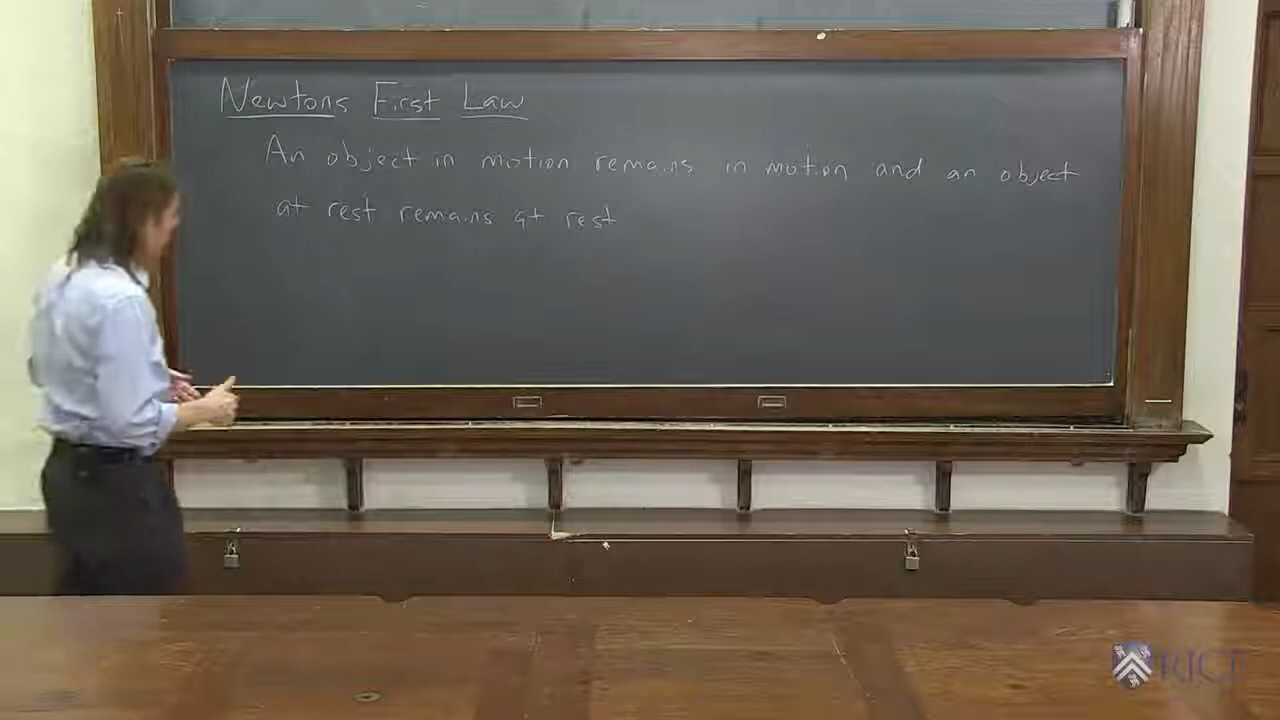 Newtons First Law
An object in motion remains in motion and an object
at rest remains at rest
RICE